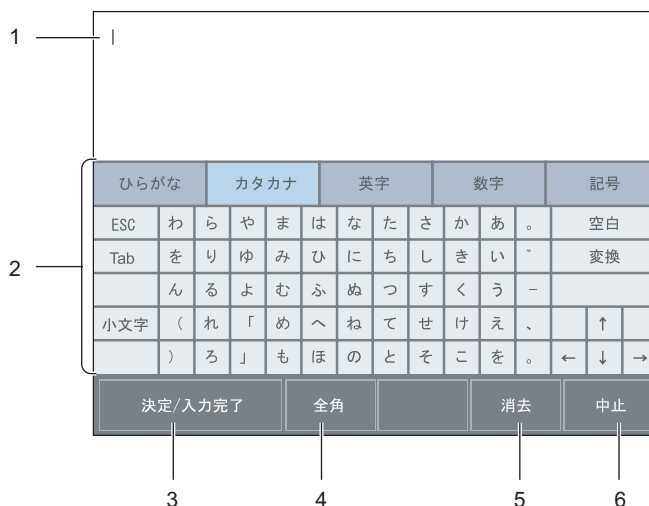 1
ひらがな カタカナ 英字 数字 記号
2
ESC わ ら や ま は な た さ か あ 。 空白
Tab を り ゆ み ひ に ち し き い ゛ 変換
ん る よ む ふ ぬ つ す く う －
小文字 （ れ 「 め へ ね て せ け え 、 ↑
） ろ 」 も ほ の と そ こ を 。 ← ↓ →
決定/入力完了 全角 消去 中止
3 4 5 6